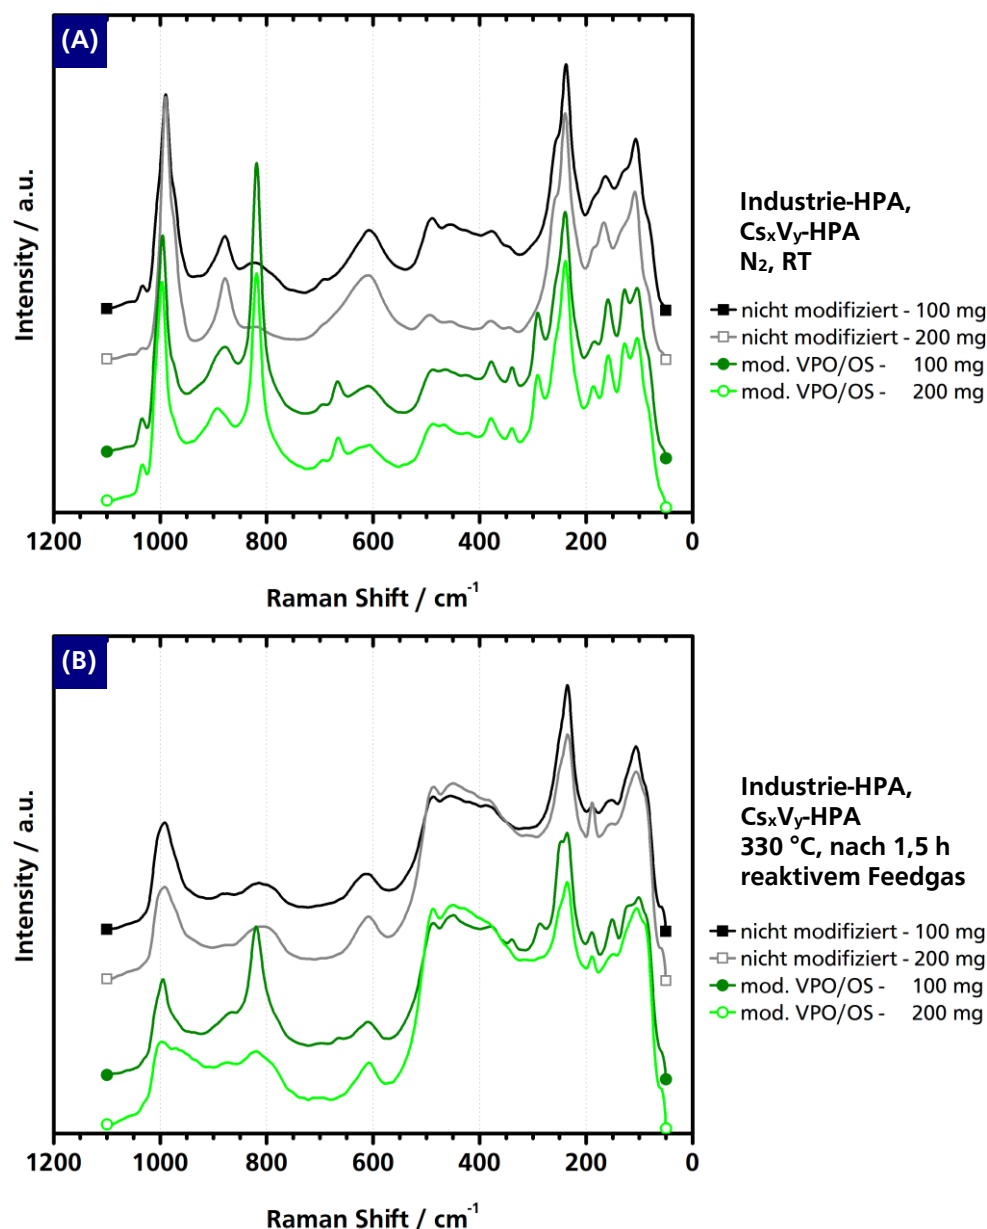 (A)
Intensity / a.u.
1200 1000 800 600 400 200 0
Raman Shift / cm⁻¹
Industrie-HPA,
CsₓVᵧ-HPA
N₂, RT
nicht modifiziert - 100 mg
nicht modifiziert - 200 mg
mod. VPO/OS - 100 mg
mod. VPO/OS - 200 mg
(B)
Intensity / a.u.
1200 1000 800 600 400 200 0
Raman Shift / cm⁻¹
Industrie-HPA,
CsₓVᵧ-HPA
330 °C, nach 1,5 h
reaktivem Feedgas
nicht modifiziert - 100 mg
nicht modifiziert - 200 mg
mod. VPO/OS - 100 mg
mod. VPO/OS - 200 mg